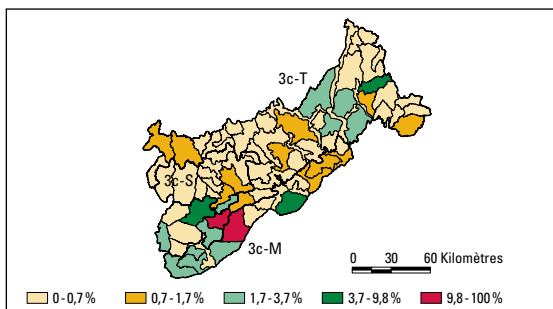 3c-T
3c-S
3c-M
0 30 60 Kilomètres
0-0,7 % 0,7-1,7 % 1,7-3,7 % 3,7-9,8 % 9,8-100 %